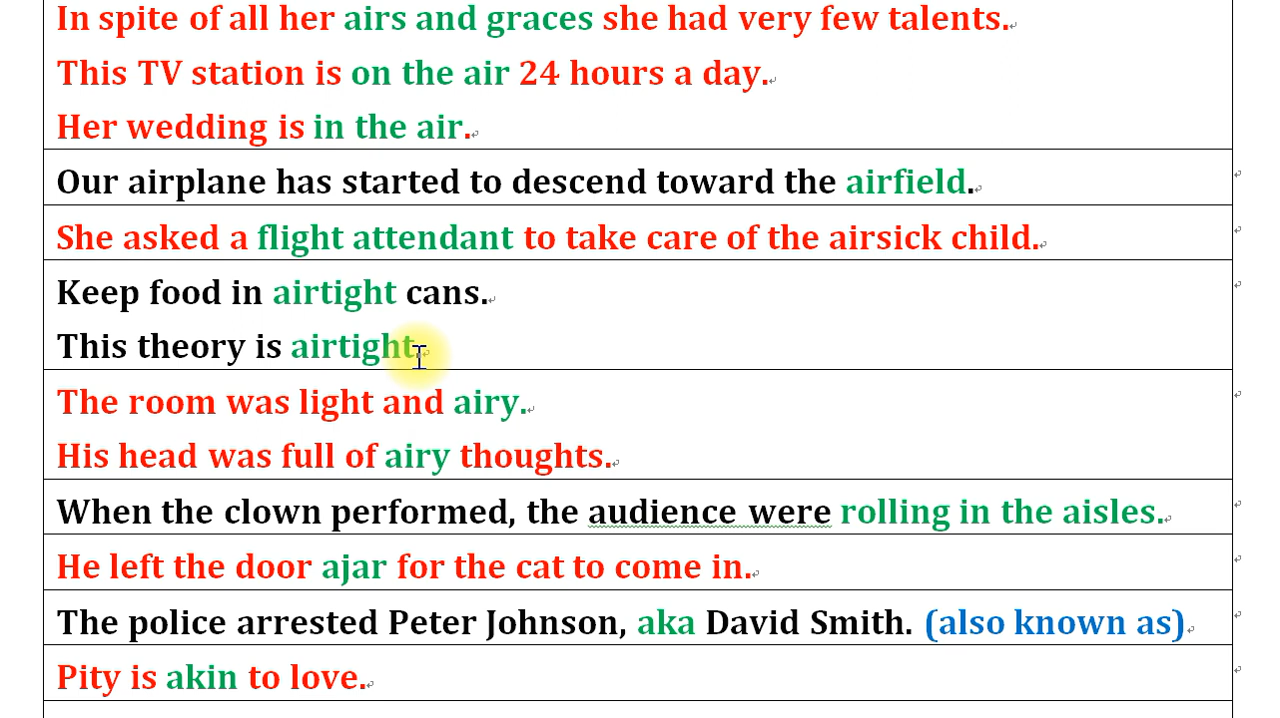 In spite of all her airs and graces she had very few talents.
This TV station is on the air 24 hours a day.
Her wedding is in the air.
Our airplane has started to descend toward the airfield.
She asked a flight attendant to take care of the airsick child.
Keep food in airtight cans.
This theory is airtight.
The room was light and airy.
His head was full of airy thoughts.
When the clown performed, the audience were rolling in the aisles.
He left the door ajar for the cat to come in.
The police arrested Peter Johnson, aka David Smith. (also known as)
Pity is akin to love.